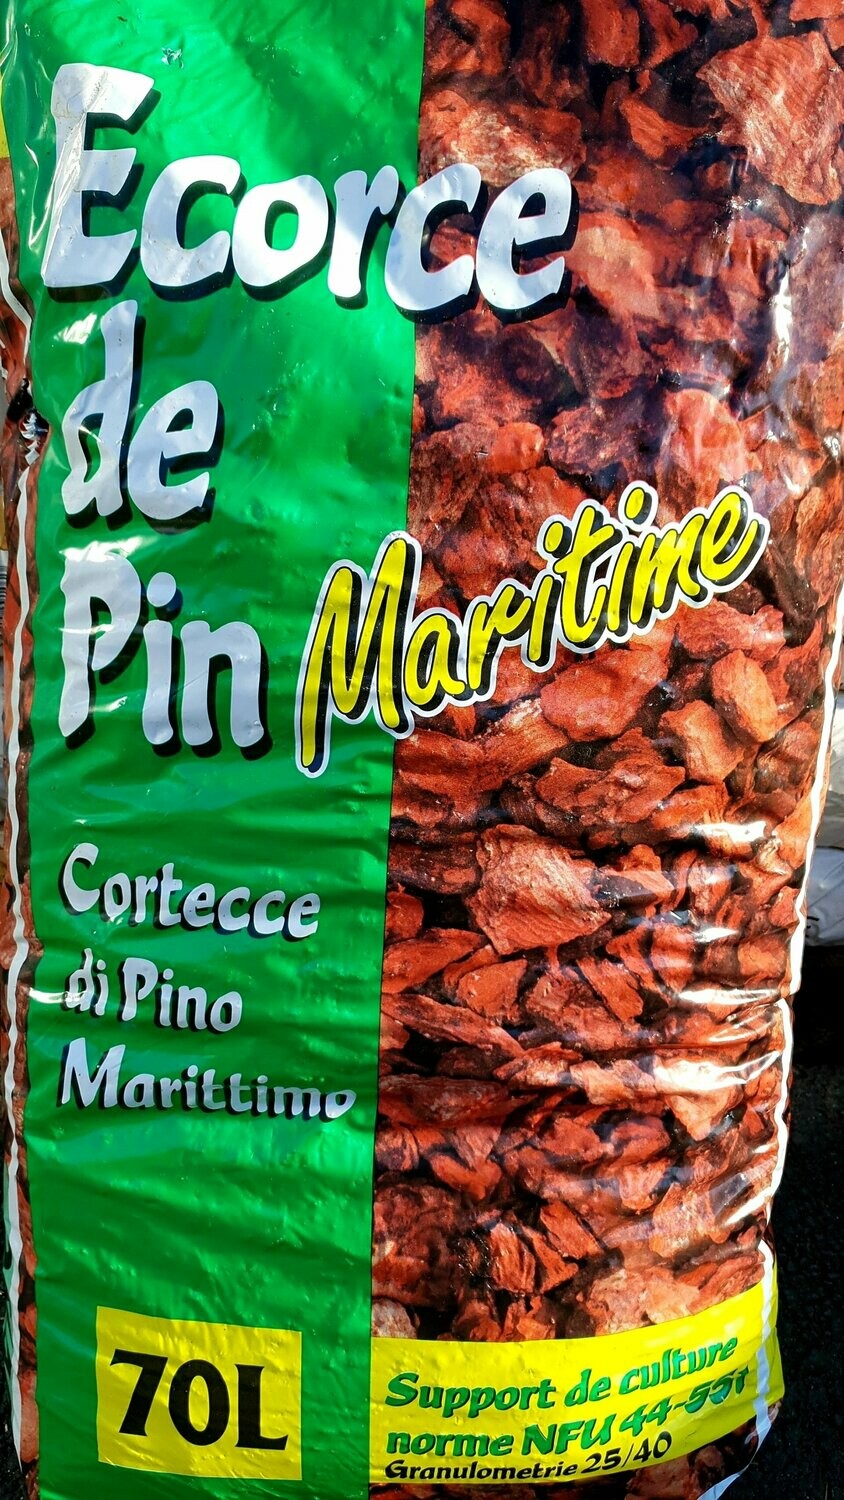 Ecorce
de
Pin Maritime
Cortecce
di Pino
Marittimo
70L
Support de culture
norme NFU 44-551
Granulometrie 25/40